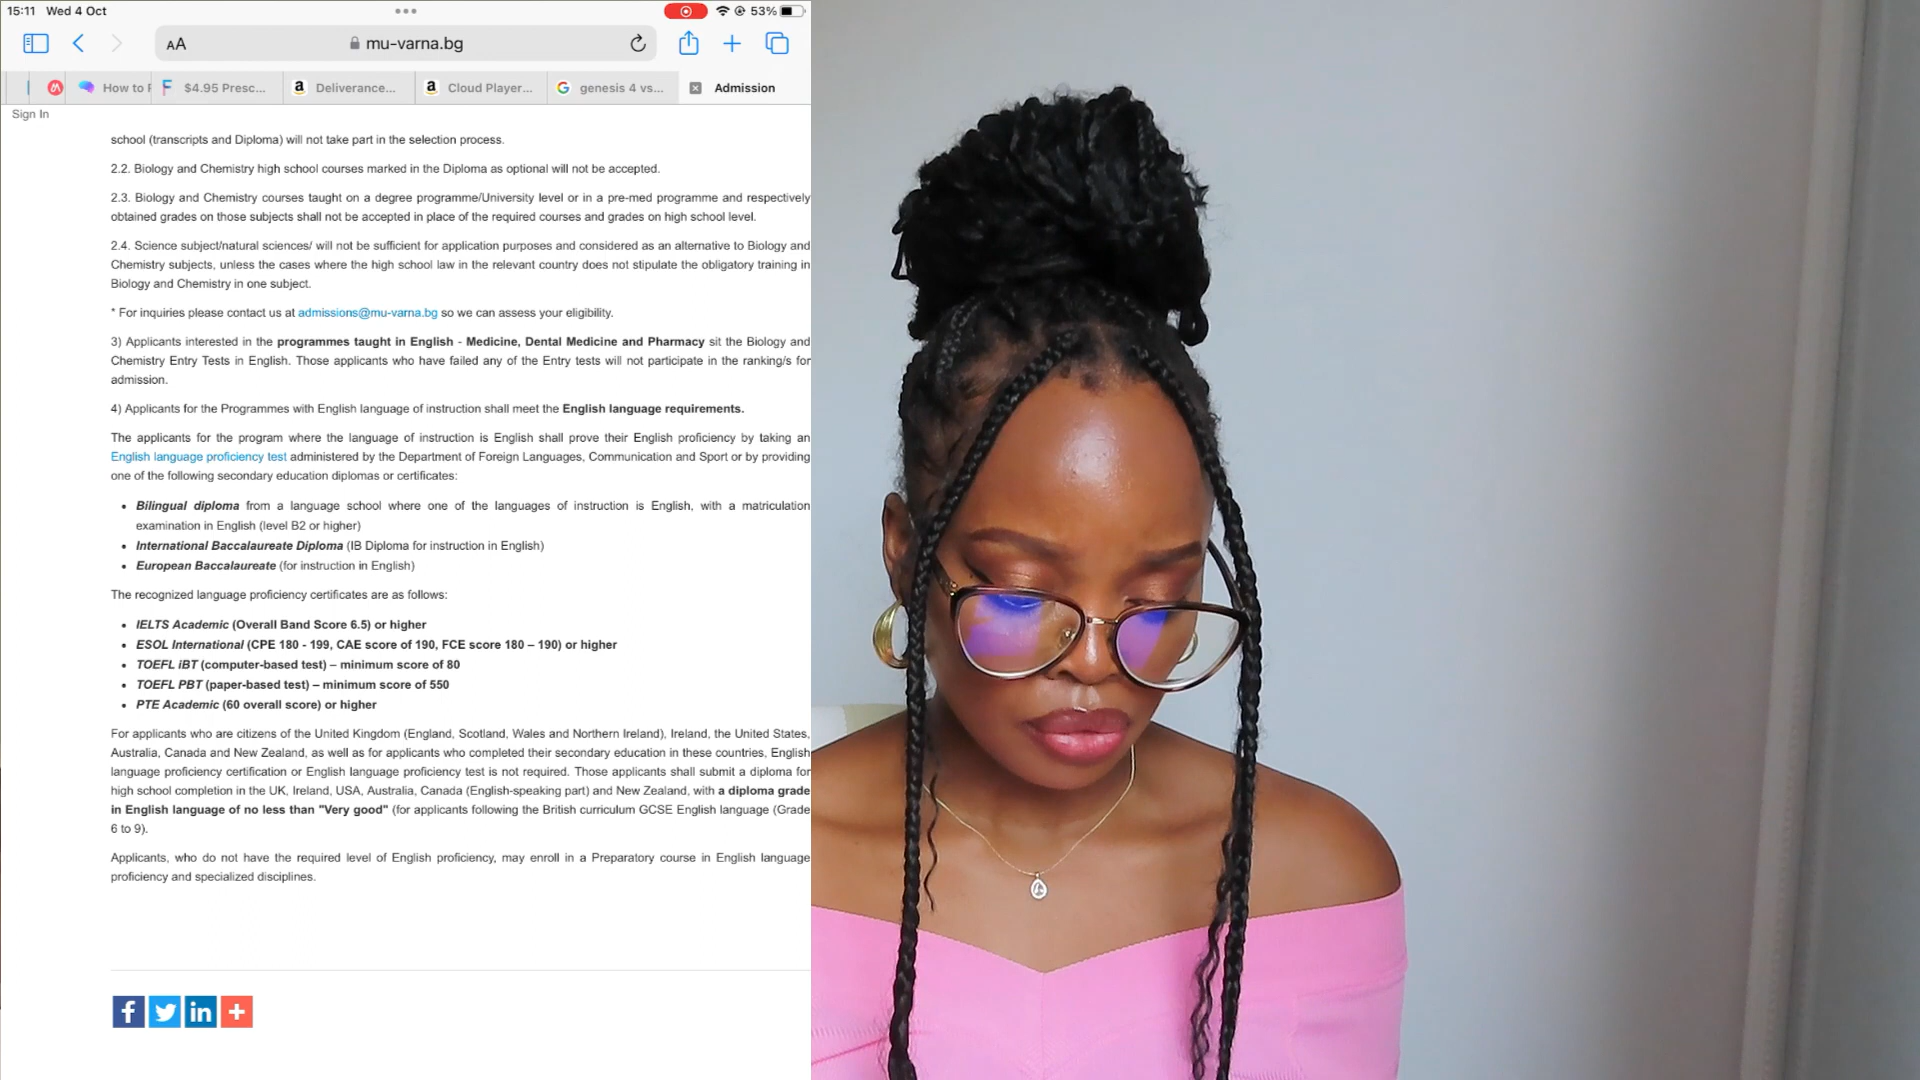 15:11 Wed 4 Oct
53%
AA mu-varna.bg
How to F $4.95 Presc... Deliverance... Cloud Player... genesis 4 vs... Admission
Sign In
school (transcripts and Diploma) will not take part in the selection process.
2.2. Biology and Chemistry high school courses marked in the Diploma as optional will not be accepted.
2.3. Biology and Chemistry courses taught on a degree programme/University level or in a pre-med programme and respectively
obtained grades on those subjects shall not be accepted in place of the required courses and grades on high school level.
2.4. Science subject/natural sciences/ will not be sufficient for application purposes and considered as an alternative to Biology and
Chemistry subjects, unless the cases where the high school law in the relevant country does not stipulate the obligatory training in
Biology and Chemistry in one subject.
* For inquiries please contact us at admissions@mu-varna.bg so we can assess your eligibility.
3) Applicants interested in the programmes taught in English - Medicine, Dental Medicine and Pharmacy sit the Biology and
Chemistry Entry Tests in English. Those applicants who have failed any of the Entry tests will not participate in the ranking/s for
admission.
4) Applicants for the Programmes with English language of instruction shall meet the English language requirements.
The applicants for the program where the language of instruction is English shall prove their English proficiency by taking an
English language proficiency test administered by the Department of Foreign Languages, Communication and Sport or by providing
one of the following secondary education diplomas or certificates:
• Bilingual diploma from a language school where one of the languages of instruction is English, with a matriculation
examination in English (level B2 or higher)
• International Baccalaureate Diploma (IB Diploma for instruction in English)
• European Baccalaureate (for instruction in English)
The recognized language proficiency certificates are as follows:
• IELTS Academic (Overall Band Score 6.5) or higher
• ESOL International (CPE 180 - 199, CAE score of 190, FCE score 180 – 190) or higher
• TOEFL iBT (computer-based test) – minimum score of 80
• TOEFL PBT (paper-based test) – minimum score of 550
• PTE Academic (60 overall score) or higher
For applicants who are citizens of the United Kingdom (England, Scotland, Wales and Northern Ireland), Ireland, the United States,
Australia, Canada and New Zealand, as well as for applicants who completed their secondary education in these countries, English
language proficiency certification or English language proficiency test is not required. Those applicants shall submit a diploma for
high school completion in the UK, Ireland, USA, Australia, Canada (English-speaking part) and New Zealand, with a diploma grade
in English language of no less than "Very good" (for applicants following the British curriculum GCSE English language (Grade
6 to 9).
Applicants, who do not have the required level of English proficiency, may enroll in a Preparatory course in English language
proficiency and specialized disciplines.